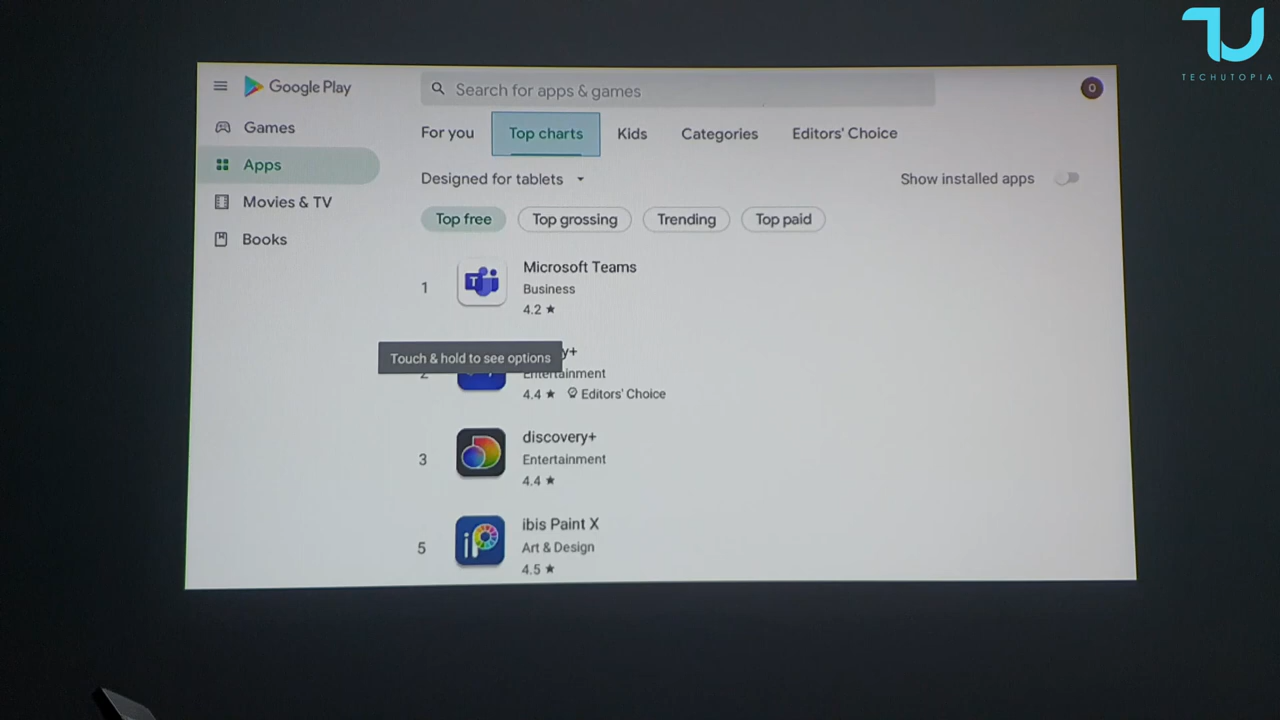 TECHUTOPIA
Google Play
Search for apps & games
O
Games
Apps
Movies & TV
Books
For you
Top charts
Kids
Categories
Editors' Choice
Designed for tablets
Show installed apps
Top free
Top grossing
Trending
Top paid
1
Microsoft Teams
Business
4.2 ★
Touch & hold to see options
y+
2
Entertainment
4.4 ★ Editors' Choice
3
discovery+
Entertainment
4.4 ★
5
ibis Paint X
Art & Design
4.5 ★